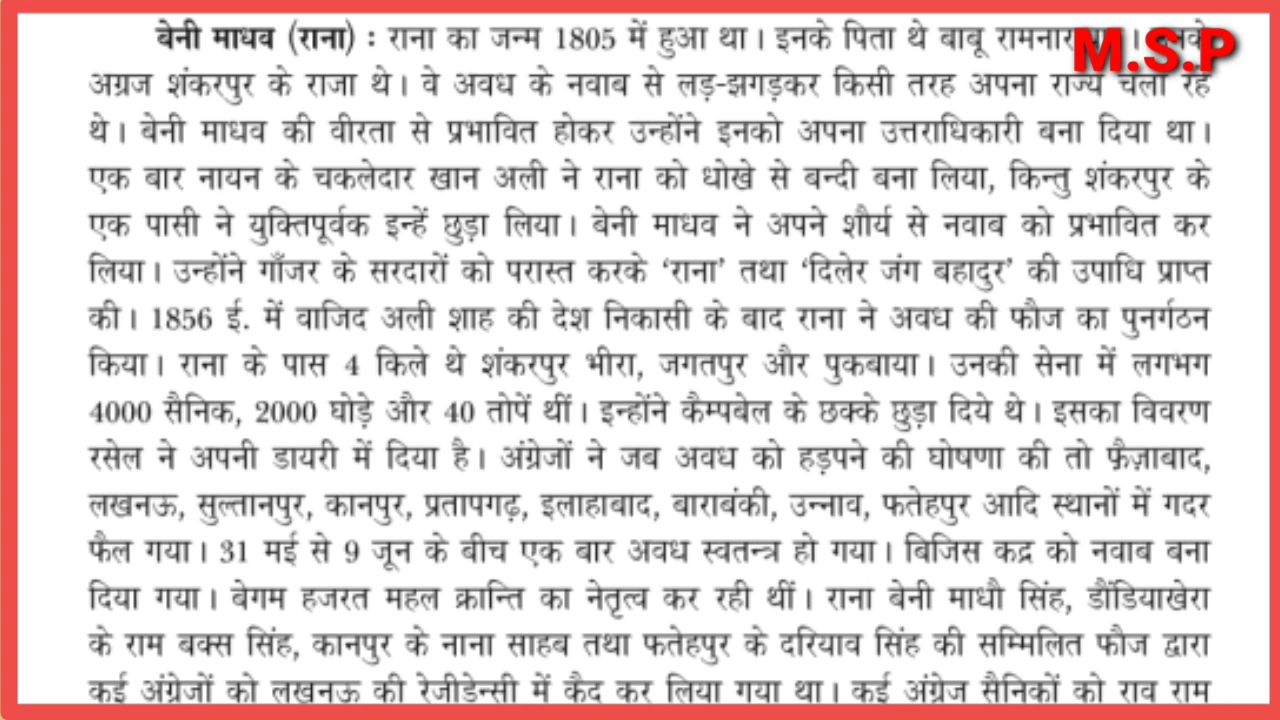 बेनी माधव (राना) : राना का जन्म 1805 में हुआ था। इनके पिता थे बाबू
M.S.P
अग्रज शंकरपुर के राजा थे। वे अवध के नवाब से लड़-झगड़कर किसी तरह अपना राज्य चला रहे
थे। बेनी माधव की वीरता से प्रभावित होकर उन्होंने इनको अपना उत्तराधिकारी बना दिया था।
एक बार नायन के चकलेदार खान अली ने राना को धोखे से बन्दी बना लिया, किन्तु शंकरपुर के
एक पासी ने युक्तिपूर्वक इन्हें छुड़ा लिया। बेनी माधव ने अपने शौर्य से नवाब को प्रभावित कर
लिया। उन्होंने गाँजर के सरदारों को परास्त करके ‘राना’ तथा ‘दिलेर जंग बहादुर’ की उपाधि प्राप्त
की। 1856 ई. में वाजिद अली शाह की देश निकासी के बाद राना ने अवध की फौज का पुनर्गठन
किया। राना के पास 4 किले थे शंकरपुर भीरा, जगतपुर और पुकबाया। उनकी सेना में लगभग
4000 सैनिक, 2000 घोड़े और 40 तोपें थीं। इन्होंने कैम्पबेल के छक्के छुड़ा दिये थे। इसका विवरण
रसेल ने अपनी डायरी में दिया है। अंग्रेजों ने जब अवध को हड़पने की घोषणा की तो फ़ैज़ाबाद,
लखनऊ, सुल्तानपुर, कानपुर, प्रतापगढ़, इलाहाबाद, बाराबंकी, उन्नाव, फतेहपुर आदि स्थानों में गदर
फैल गया। 31 मई से 9 जून के बीच एक बार अवध स्वतन्त्र हो गया। बिजिस कद्र को नवाब बना
दिया गया। बेगम हजरत महल क्रान्ति का नेतृत्व कर रही थीं। राना बेनी माधौ सिंह, डौंडियाखेरा
के राम बक्स सिंह, कानपुर के नाना साहब तथा फतेहपुर के दरियाव सिंह की सम्मिलित फौज द्वारा
कई अंग्रेजों को लखनऊ की रेजीडेन्सी में कैद कर लिया गया था। कई अंग्रेज सैनिकों को राव राम